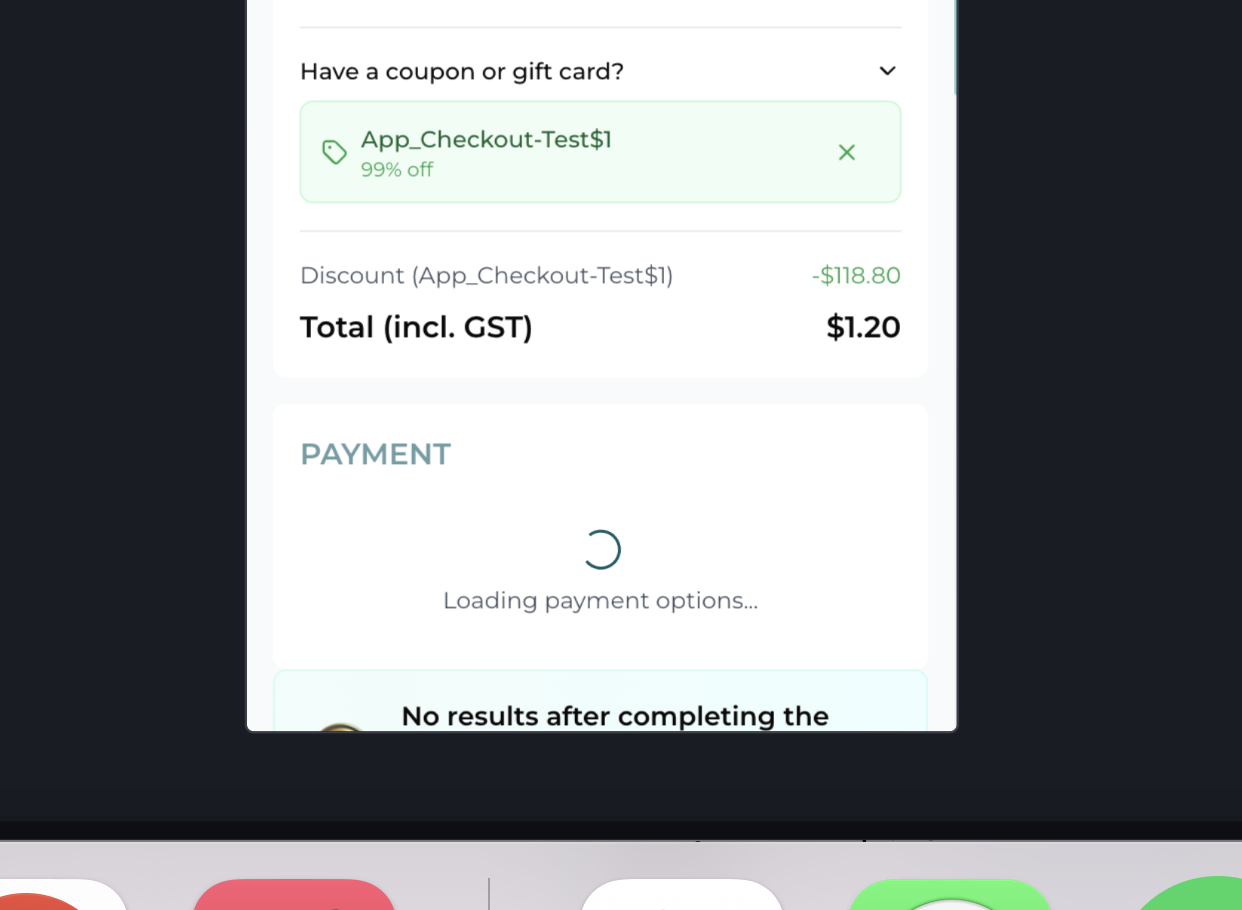 Have a coupon or gift card?
App_Checkout-Test$1
99% off
Discount (App_Checkout-Test$1) -$118.80
Total (incl. GST) $1.20
PAYMENT
Loading payment options...
No results after completing the